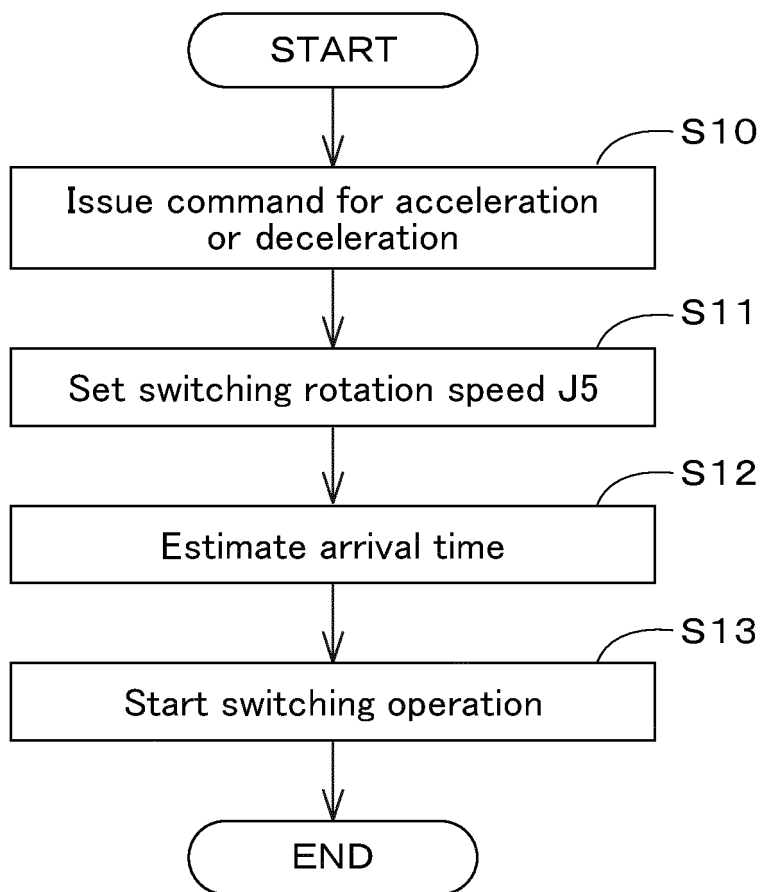 START
S10
Issue command for acceleration
or deceleration
S11
Set switching rotation speed J5
S12
Estimate arrival time
S13
Start switching operation
END